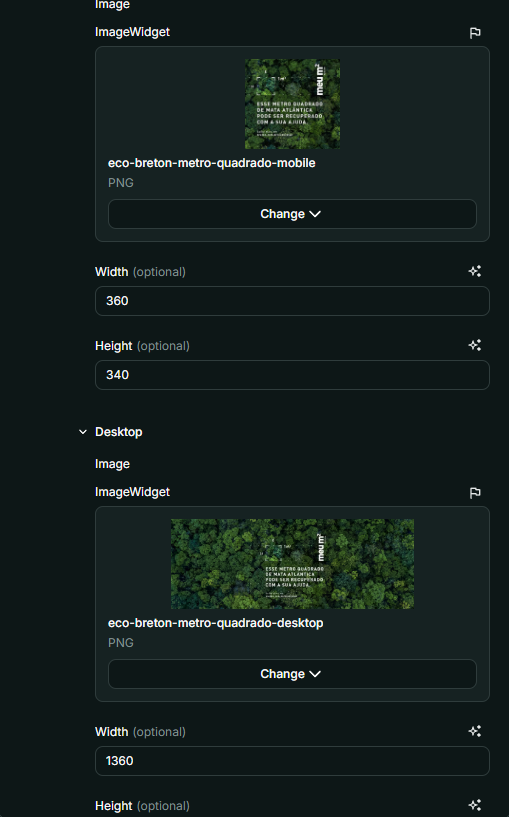 Image
ImageWidget
meu m²
ESSE METRO QUADRADO
DE MATA ATLÂNTICA
PODE SER RECUPERADO
COM A SUA AJUDA.
eco-breton-metro-quadrado-mobile
PNG
Change
Width (optional)
360
Height (optional)
340
Desktop
Image
ImageWidget
meu m²
ESSE METRO QUADRADO
DE MATA ATLÂNTICA
PODE SER RECUPERADO
COM A SUA AJUDA
eco-breton-metro-quadrado-desktop
PNG
Change
Width (optional)
1360
Height (optional)